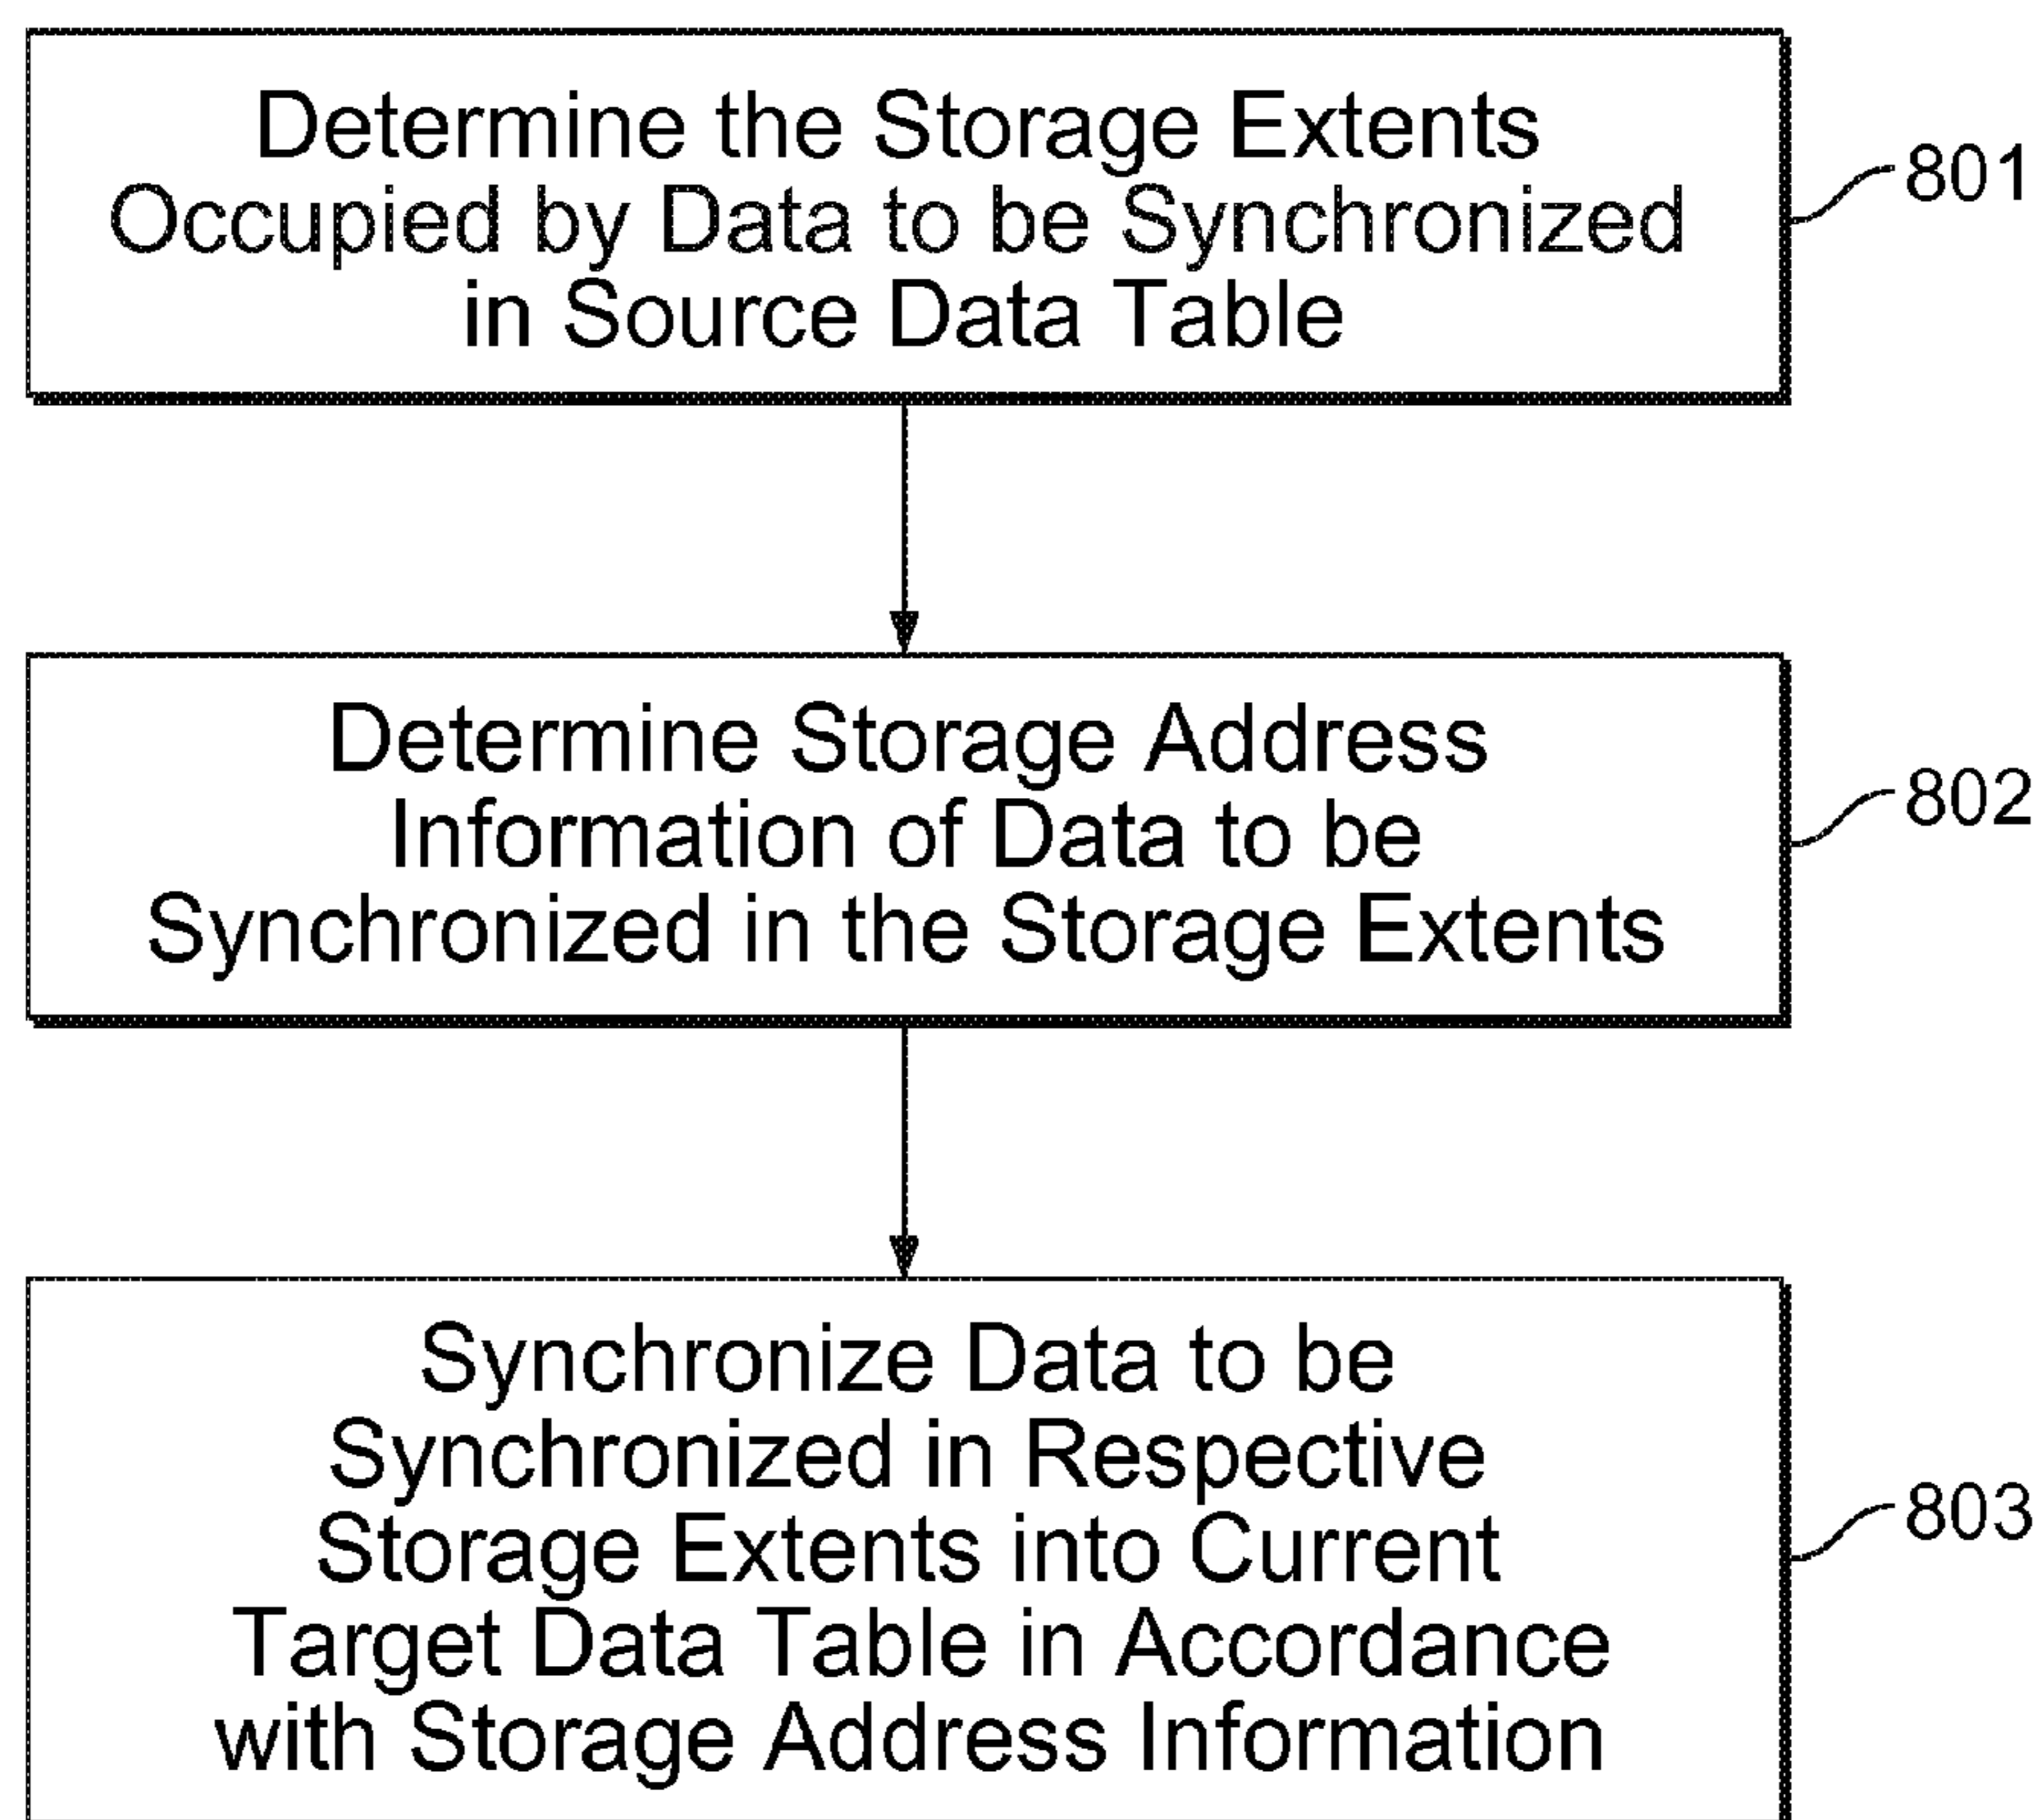 Determine the Storage Extents
Occupied by Data to be Synchronized
in Source Data Table
801
Determine Storage Address
Information of Data to be
Synchronized in the Storage Extents
802
Synchronize Data to be
Synchronized in Respective
Storage Extents into Current
Target Data Table in Accordance
with Storage Address Information
803